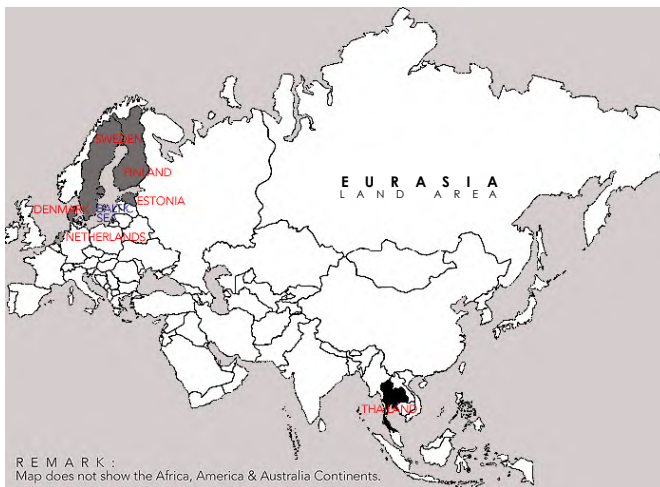 SWEDEN
FINLAND
EURASIA
LAND AREA
ESTONIA
DENMARK
BALTIC
SEA
NETHERLANDS
THAILAND
REMARK:
Map does not show the Africa, America & Australia Continents.